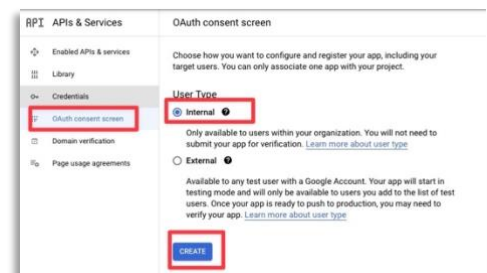 API APIs & Services
Enabled APIs & services
Library
Credentials
OAuth consent screen
Domain verification
Page usage agreements
OAuth consent screen
Choose how you want to configure and register your app, including your
target users. You can only associate one app with your project.
User Type
Internal
Only available to users within your organization. You will not need to
submit your app for verification. Learn more about user type
External
Available to any test user with a Google Account. Your app will start in
testing mode and will only be available to users you add to the list of test
users. Once your app is ready to push to production, you may need to
verify your app. Learn more about user type
CREATE